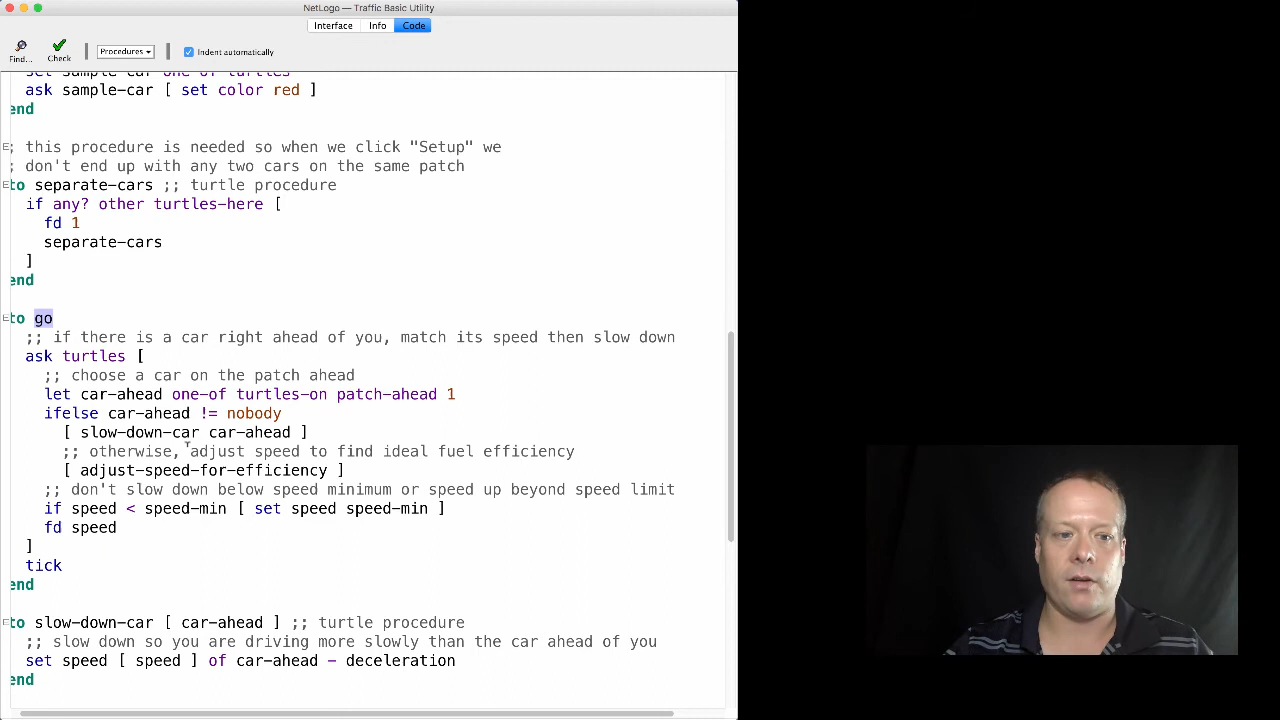 NetLogo — Traffic Basic Utility
Interface Info Code
Find... Check Procedures Indent automatically
set sample-car one-of turtles
ask sample-car [ set color red ]
end
; this procedure is needed so when we click "Setup" we
; don't end up with any two cars on the same patch
to separate-cars ;; turtle procedure
if any? other turtles-here [
fd 1
separate-cars
]
end
to go
;; if there is a car right ahead of you, match its speed then slow down
ask turtles [
;; choose a car on the patch ahead
let car-ahead one-of turtles-on patch-ahead 1
ifelse car-ahead != nobody
[ slow-down-car car-ahead ]
;; otherwise, adjust speed to find ideal fuel efficiency
[ adjust-speed-for-efficiency ]
;; don't slow down below speed minimum or speed up beyond speed limit
if speed < speed-min [ set speed speed-min ]
fd speed
]
tick
end
to slow-down-car [ car-ahead ] ;; turtle procedure
;; slow down so you are driving more slowly than the car ahead of you
set speed [ speed ] of car-ahead - deceleration
end